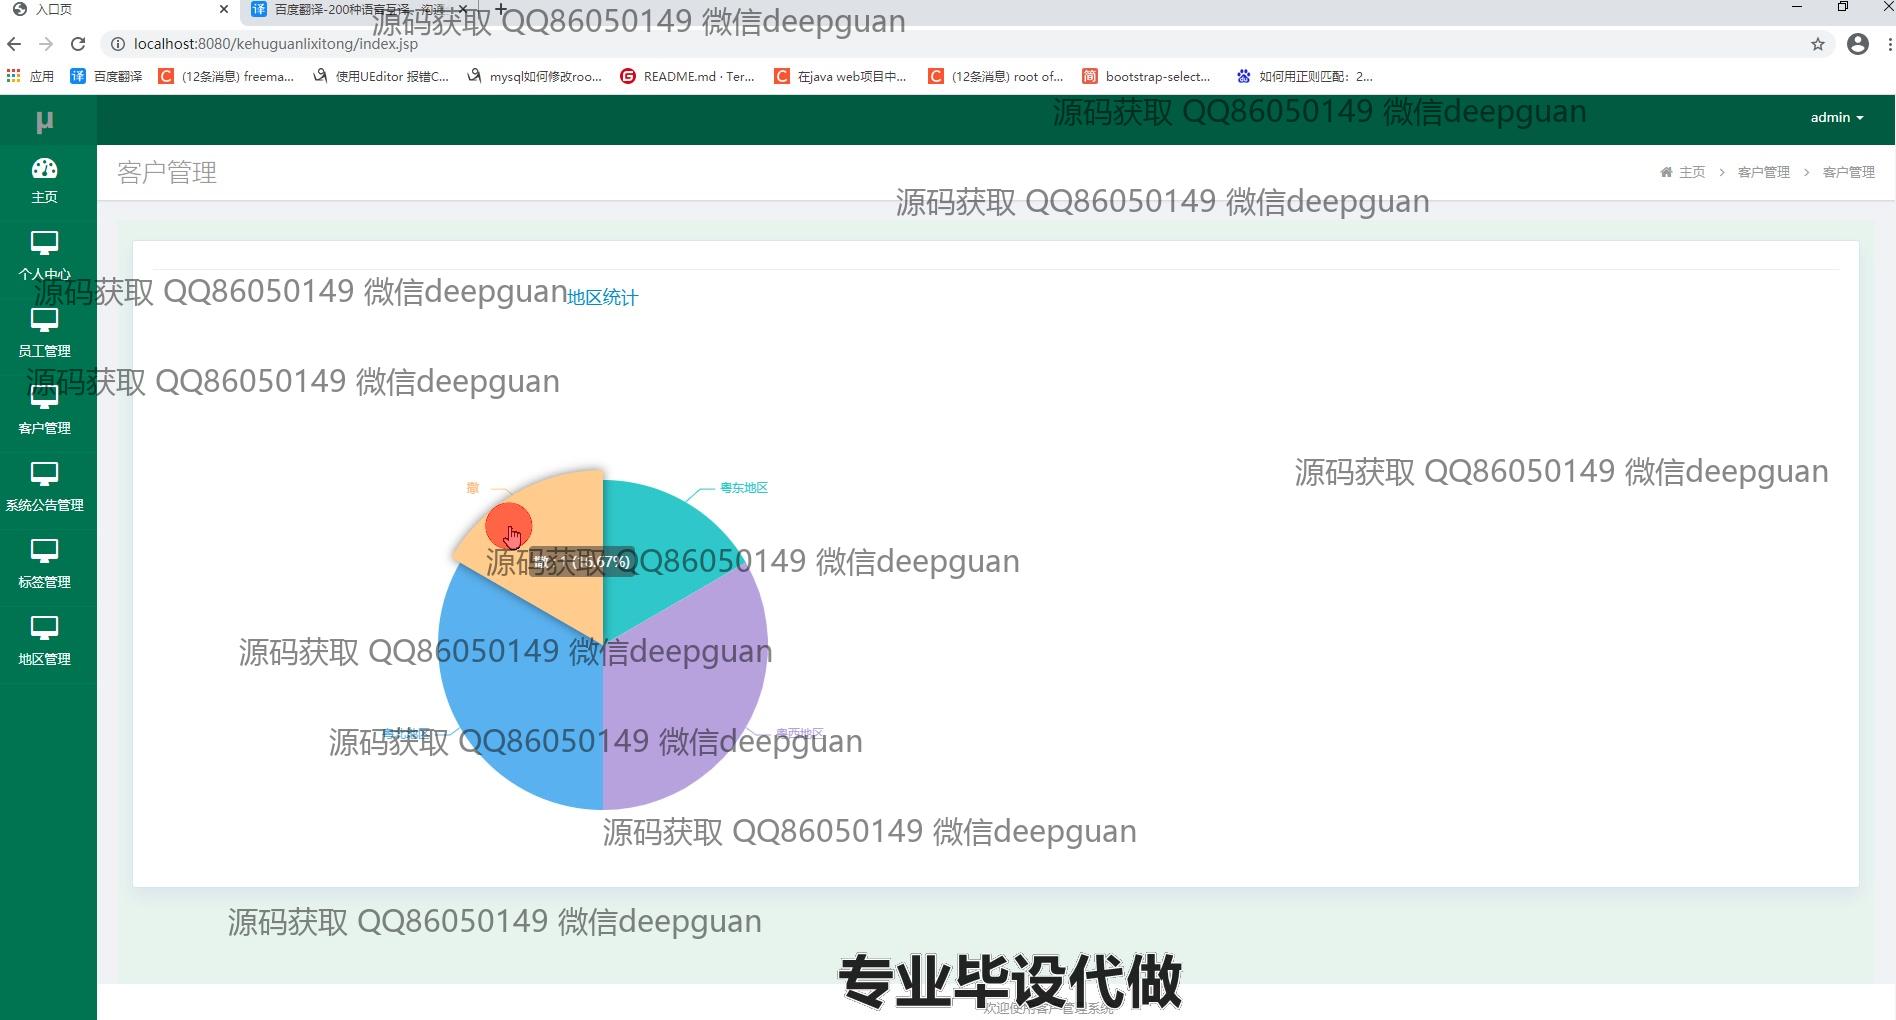 入口页
百度翻译-200种语言互译、沟通
源码获取 QQ86050149 微信deepguan
localhost:8080/kehuguanlixitong/index.jsp
应用
百度翻译
(12条消息) freema...
使用UEditor 报错C...
mysql如何修改roo...
README.md · Ter...
在java web项目中...
(12条消息) root of...
bootstrap-select...
如何用正则匹配：2...
μ
源码获取 QQ86050149 微信deepguan
admin
客户管理
主页
客户管理
客户管理
源码获取 QQ86050149 微信deepguan
主页
个人中心
员工管理
客户管理
系统公告管理
标签管理
地区管理
源码获取 QQ86050149 微信deepguan
地区统计
源码获取 QQ86050149 微信deepguan
源码获取 QQ86050149 微信deepguan
撒
粤东地区
撒 : 1 (16.67%)
源码获取 QQ86050149 微信deepguan
源码获取 QQ86050149 微信deepguan
粤北地区
粤西地区
源码获取 QQ86050149 微信deepguan
源码获取 QQ86050149 微信deepguan
源码获取 QQ86050149 微信deepguan
专业毕设代做
欢迎使用客户管理系统